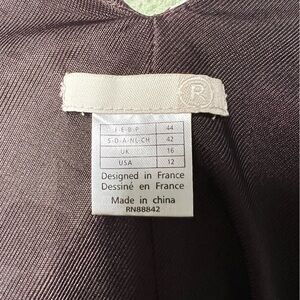 R
F-E-B-P 44
S-D-A-NL-CH 42
UK 16
USA 12
Designed in France
Dessiné en France
Made in china
RN88842